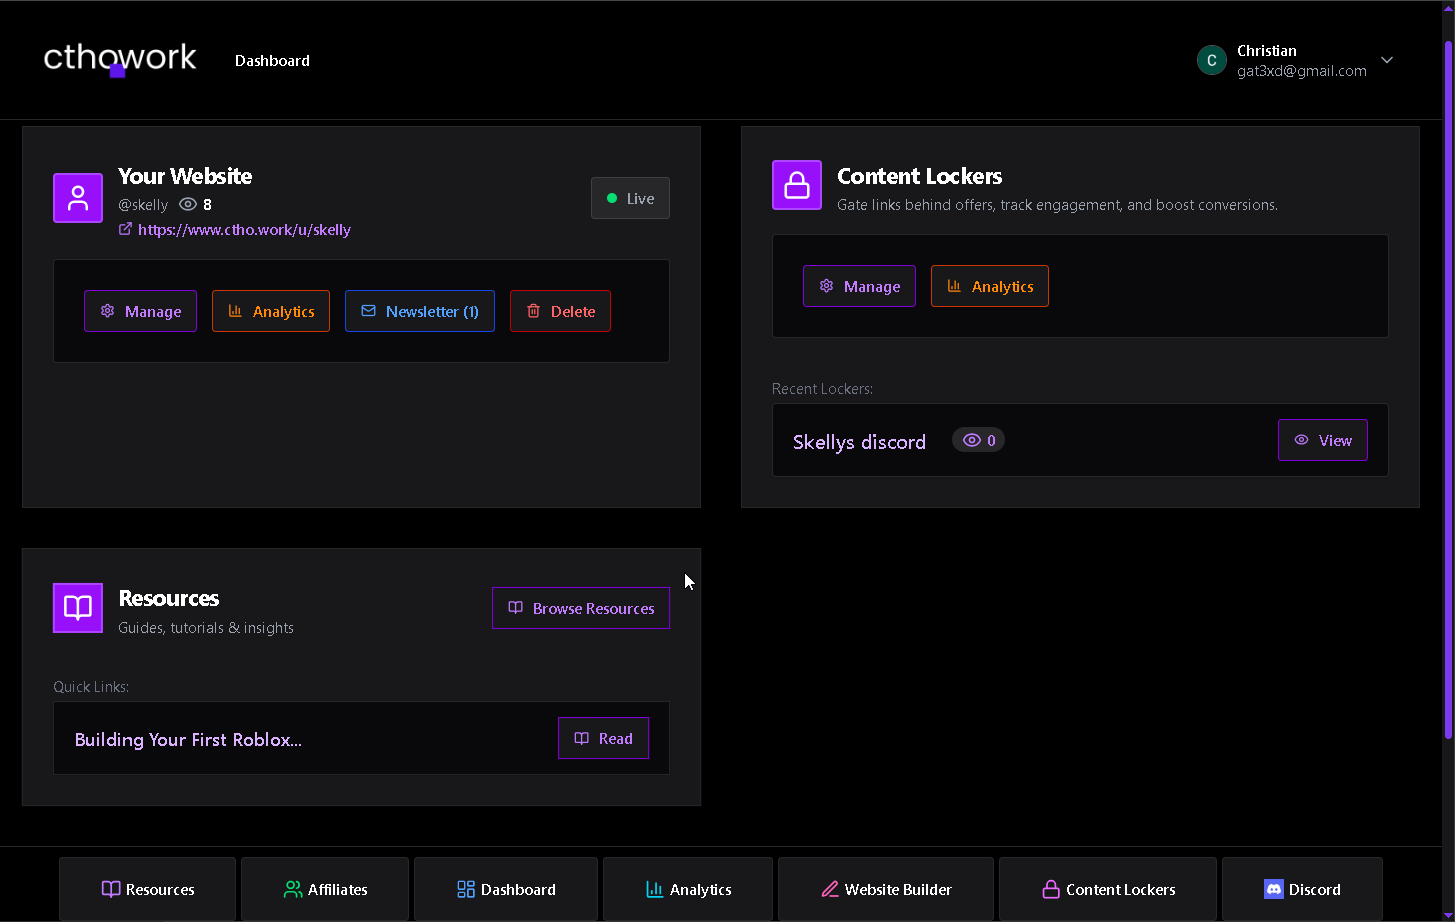 cthowork
Dashboard
C
Christian
gat3xd@gmail.com
Your Website
@skelly 8
https://www.ctho.work/u/skelly
Live
Manage
Analytics
Newsletter (1)
Delete
Content Lockers
Gate links behind offers, track engagement, and boost conversions.
Manage
Analytics
Recent Lockers:
Skellys discord
0
View
Resources
Guides, tutorials & insights
Browse Resources
Quick Links:
Building Your First Roblox...
Read
Resources
Affiliates
Dashboard
Analytics
Website Builder
Content Lockers
Discord